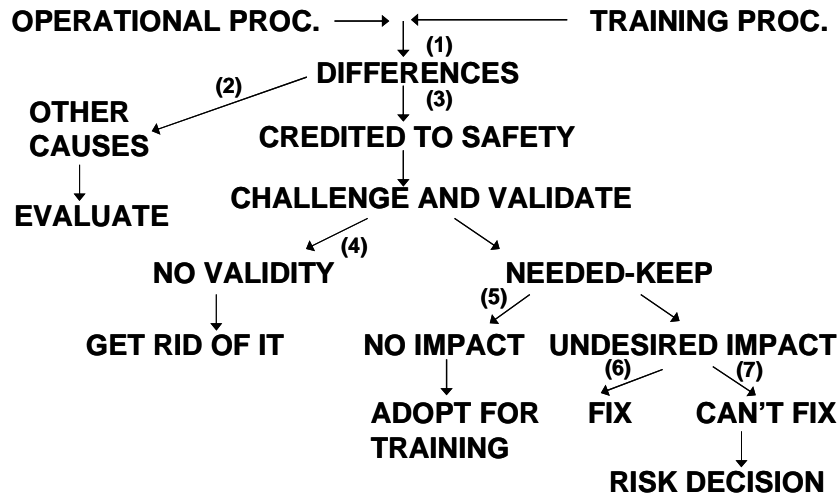 OPERATIONAL PROC. TRAINING PROC.
(1)
DIFFERENCES
(2) (3)
OTHER
CAUSES
CREDITED TO SAFETY
CHALLENGE AND VALIDATE
EVALUATE
(4)
NO VALIDITY NEEDED-KEEP
(5)
GET RID OF IT NO IMPACT UNDESIRED IMPACT
(6) (7)
ADOPT FOR
TRAINING
FIX CAN'T FIX
RISK DECISION